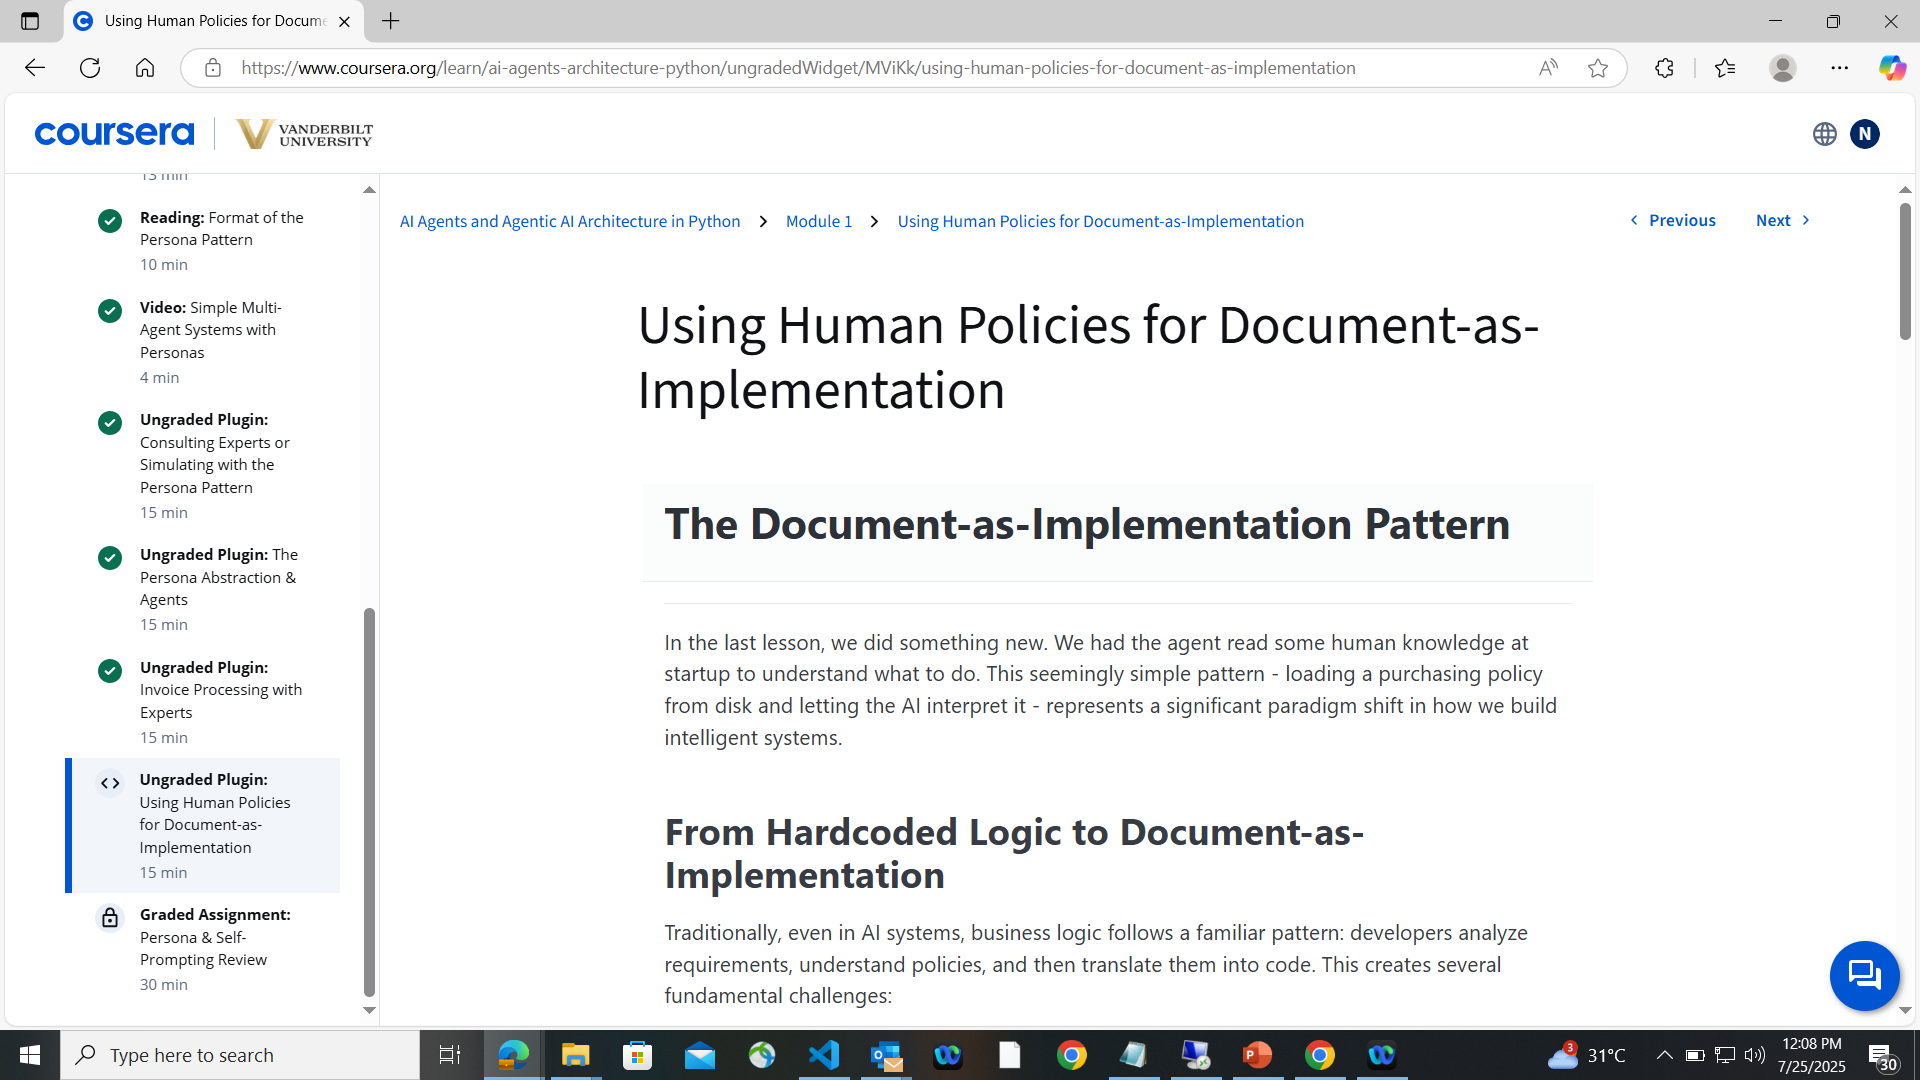 Using Human Policies for Docume
https://www.coursera.org/learn/ai-agents-architecture-python/ungradedWidget/MViKk/using-human-policies-for-document-as-implementation
coursera
VANDERBILT
UNIVERSITY
N
13 min
Reading: Format of the
Persona Pattern
10 min
Video: Simple Multi-
Agent Systems with
Personas
4 min
Ungraded Plugin:
Consulting Experts or
Simulating with the
Persona Pattern
15 min
Ungraded Plugin: The
Persona Abstraction &
Agents
15 min
Ungraded Plugin:
Invoice Processing with
Experts
15 min
Ungraded Plugin:
Using Human Policies
for Document-as-
Implementation
15 min
Graded Assignment:
Persona & Self-
Prompting Review
30 min
AI Agents and Agentic AI Architecture in Python
Module 1
Using Human Policies for Document-as-Implementation
Previous
Next
Using Human Policies for Document-as-
Implementation
The Document-as-Implementation Pattern
In the last lesson, we did something new. We had the agent read some human knowledge at
startup to understand what to do. This seemingly simple pattern - loading a purchasing policy
from disk and letting the AI interpret it - represents a significant paradigm shift in how we build
intelligent systems.
From Hardcoded Logic to Document-as-
Implementation
Traditionally, even in AI systems, business logic follows a familiar pattern: developers analyze
requirements, understand policies, and then translate them into code. This creates several
fundamental challenges:
Type here to search
3
31°C
12:08 PM
7/25/2025
30